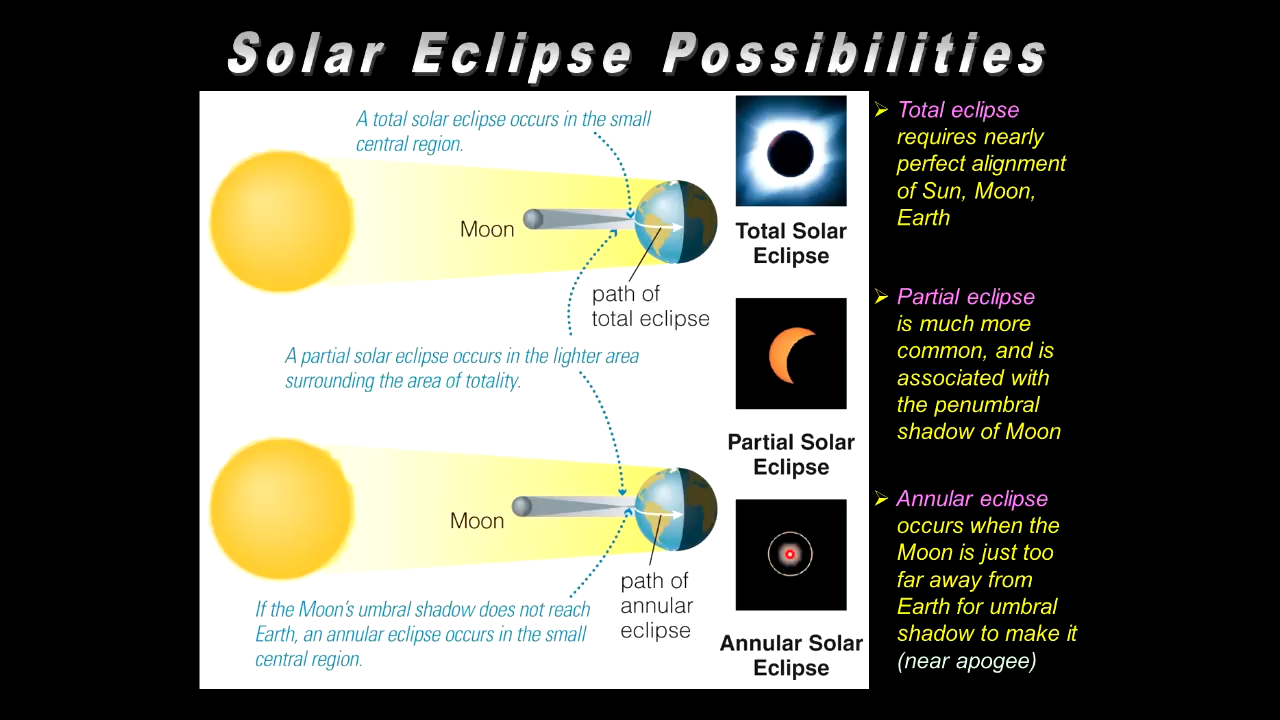 Solar Eclipse Possibilities
A total solar eclipse occurs in the small
central region.
Moon
path of
total eclipse
A partial solar eclipse occurs in the lighter area
surrounding the area of totality.
Moon
path of
annular
eclipse
If the Moon's umbral shadow does not reach
Earth, an annular eclipse occurs in the small
central region.
Total Solar
Eclipse
Partial Solar
Eclipse
Annular Solar
Eclipse
Total eclipse
requires nearly
perfect alignment
of Sun, Moon,
Earth
Partial eclipse
is much more
common, and is
associated with
the penumbral
shadow of Moon
Annular eclipse
occurs when the
Moon is just too
far away from
Earth for umbral
shadow to make it
(near apogee)